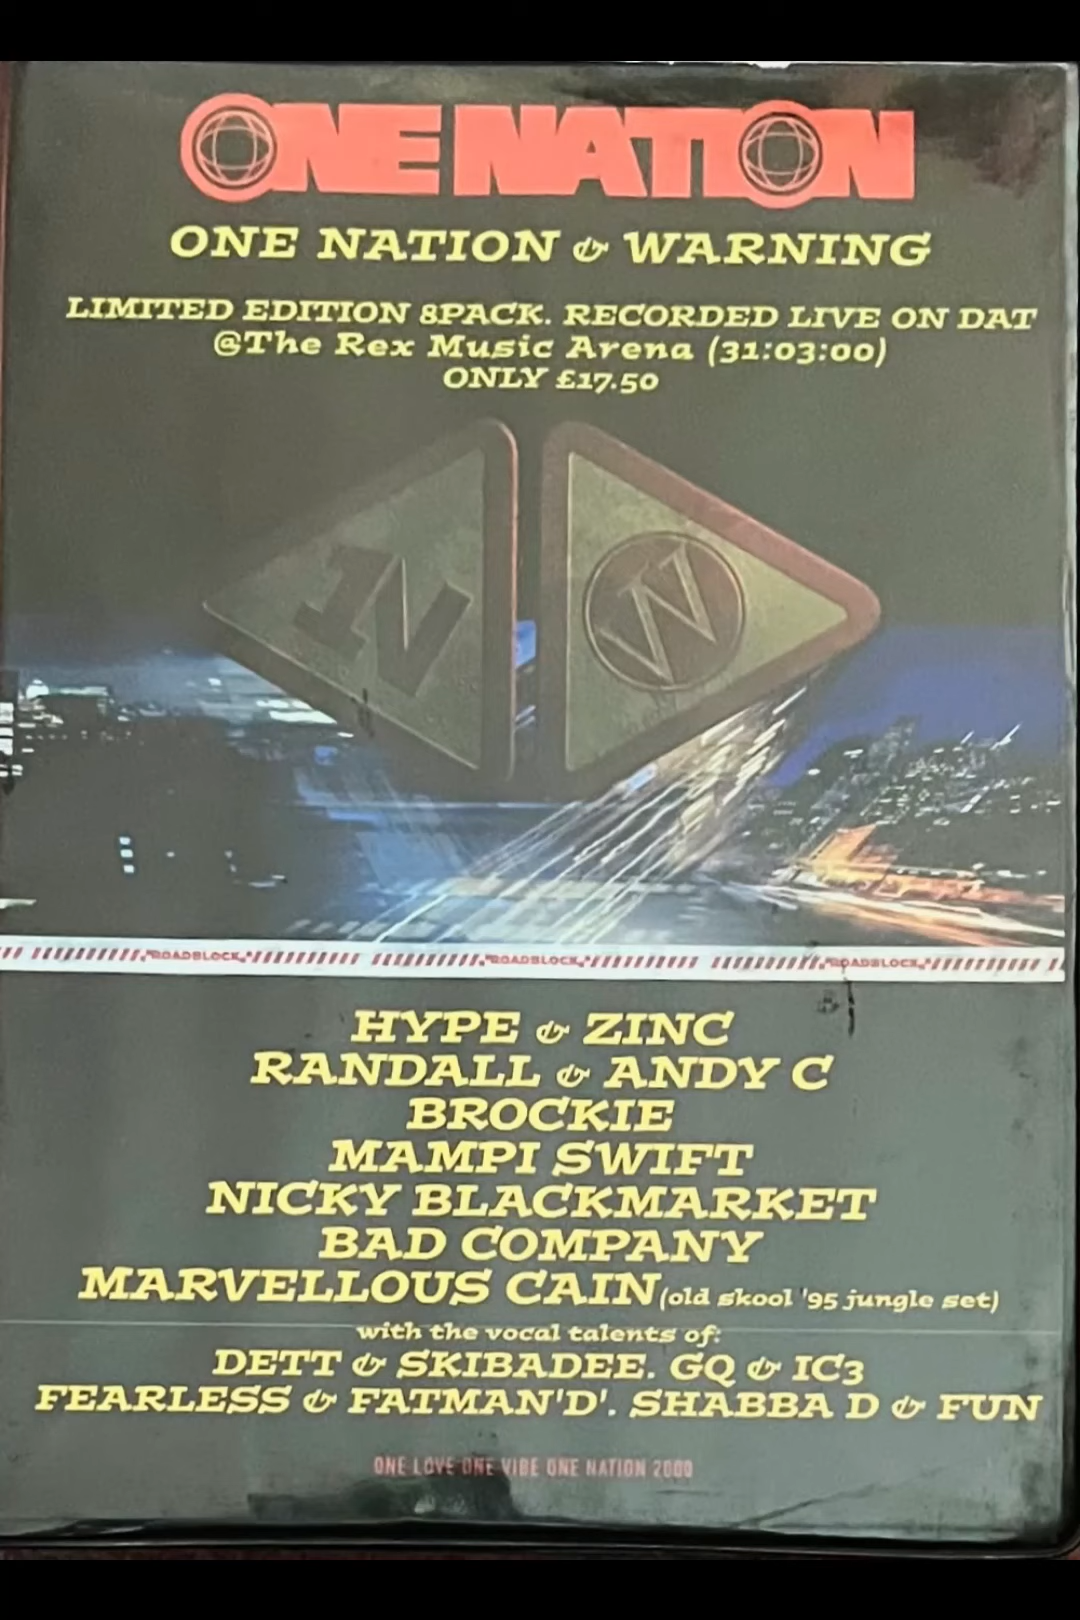 ONE NATION
ONE NATION & WARNING
LIMITED EDITION 8PACK. RECORDED LIVE ON DAT
@The Rex Music Arena (31:03:00)
ONLY £17.50
1N
W
"ROADBLOCK" "ROADBLOCK" "ROADBLOCK"
HYPE & ZINC
RANDALL & ANDY C
BROCKIE
MAMPI SWIFT
NICKY BLACKMARKET
BAD COMPANY
MARVELLOUS CAIN (old skool '95 jungle set)
with the vocal talents of:
DETT & SKIBADEE. GQ & IC3
FEARLESS & FATMAN'D'. SHABBA D & FUN
ONE LOVE ONE VIBE ONE NATION 2000